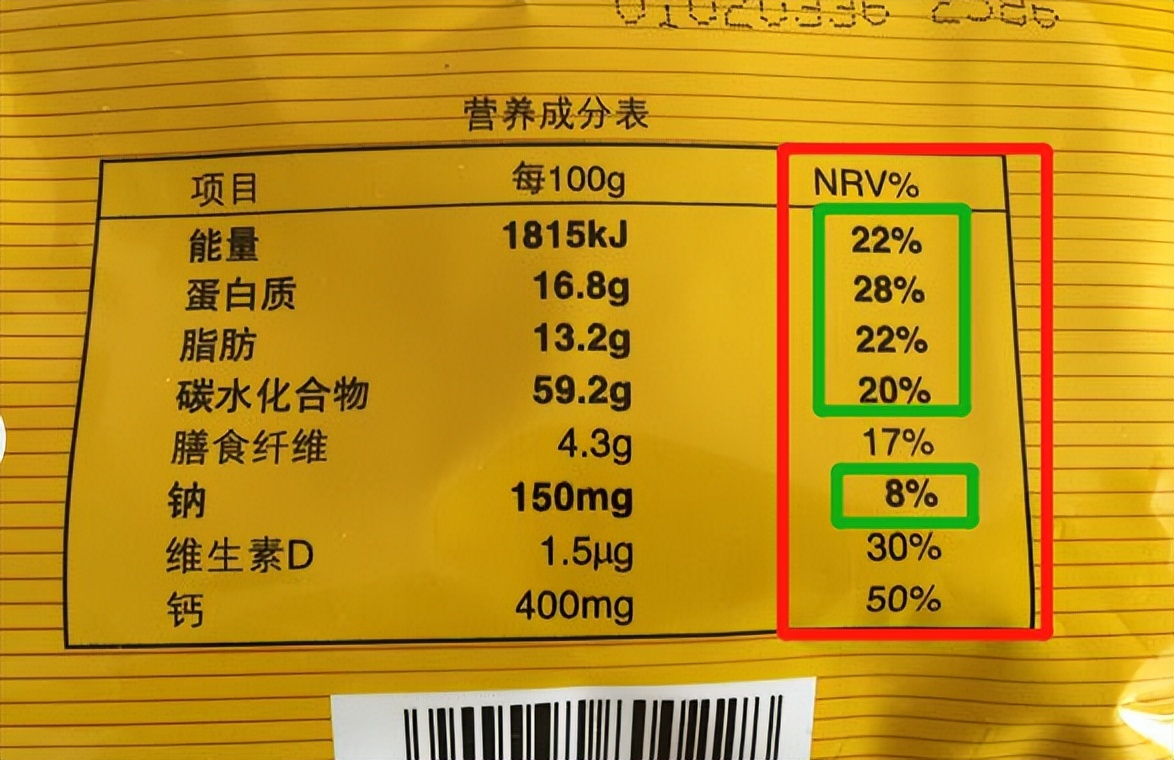 营养成分表
项目 每100g NRV%
能量 1815kJ 22%
蛋白质 16.8g 28%
脂肪 13.2g 22%
碳水化合物 59.2g 20%
膳食纤维 4.3g 17%
钠 150mg 8%
维生素D 1.5μg 30%
钙 400mg 50%